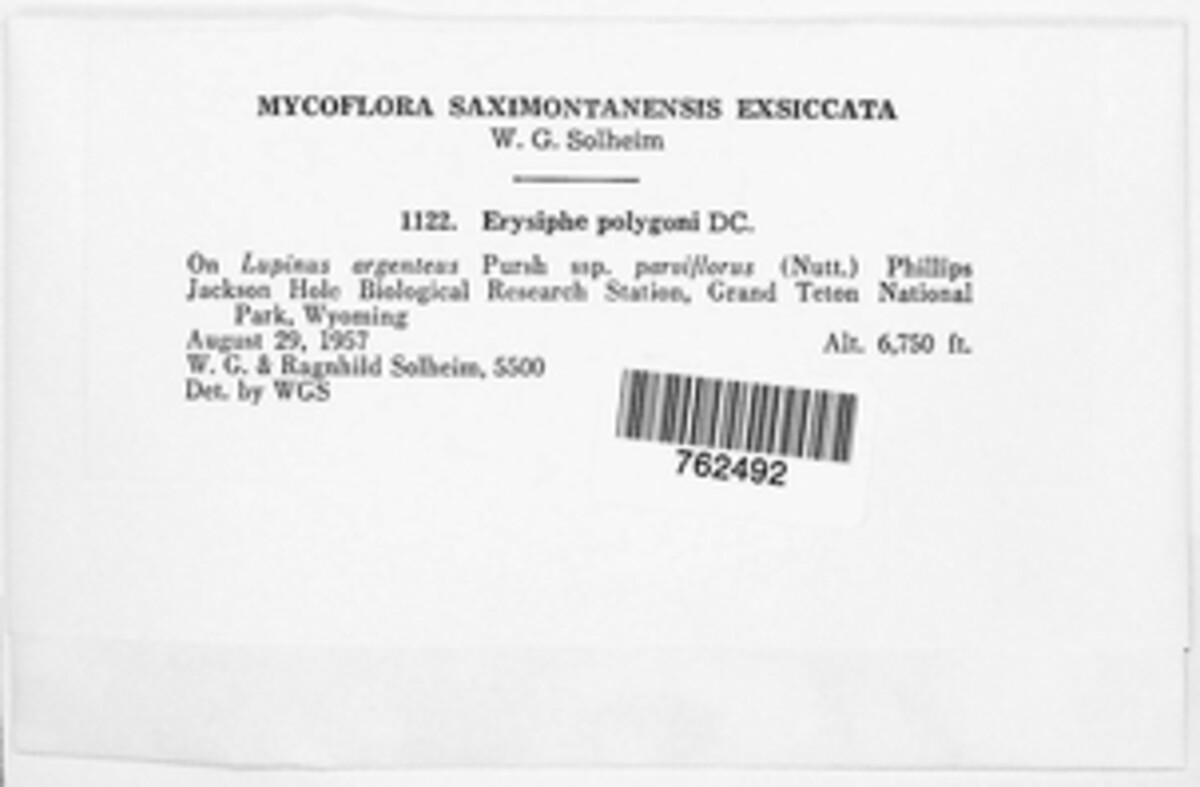 MYCOFLORA SAXIMONTANENSIS EXSICCATA
W. G. Solheim
1122. Erysiphe polygoni DC.
On Lupinus argenteus Pursh ssp. parviflorus (Nutt.) Phillips
Jackson Hole Biological Research Station, Grand Teton National
Park, Wyoming
August 29, 1957 Alt. 6,750 ft.
W. G. & Ragnhild Solheim, 5500
Det. by WGS
762492